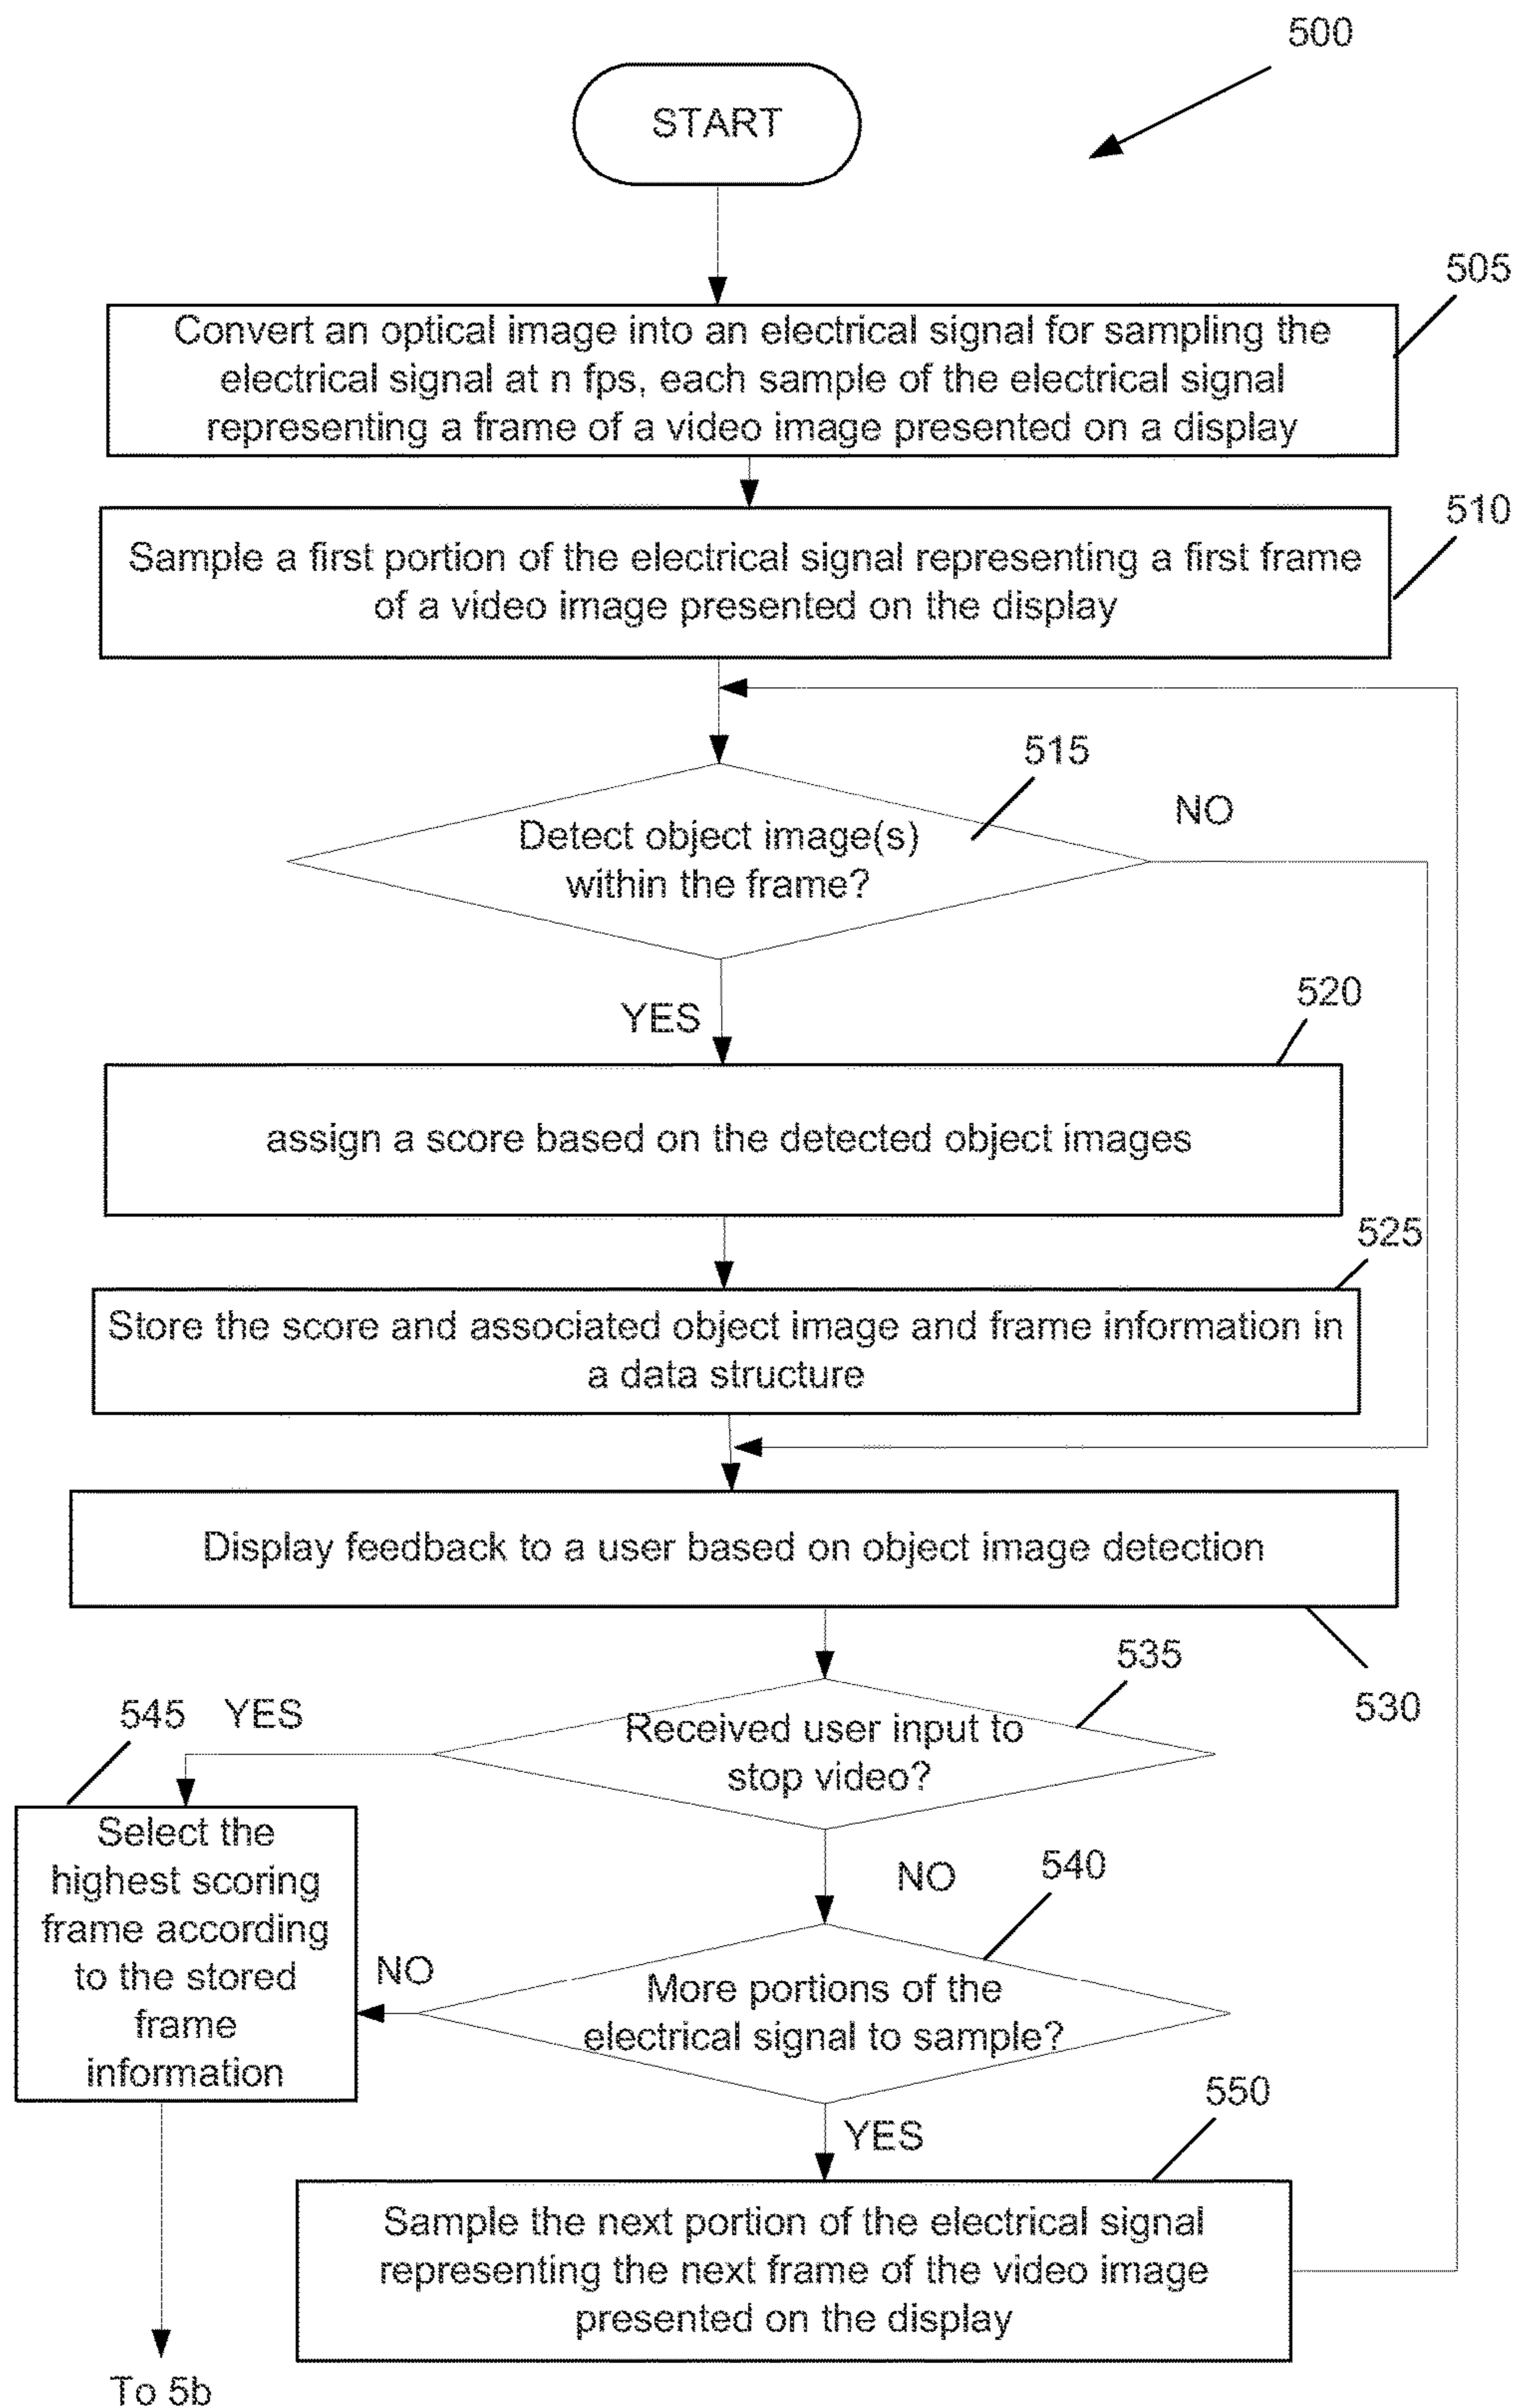 500
START
505
Convert an optical image into an electrical signal for sampling the
electrical signal at n fps, each sample of the electrical signal
representing a frame of a video image presented on a display
510
Sample a first portion of the electrical signal representing a first frame
of a video image presented on the display
515
NO
Detect object image(s)
within the frame?
YES
520
assign a score based on the detected object images
525
Store the score and associated object image and frame information in
a data structure
Display feedback to a user based on object image detection
530
535
545
YES
Received user input to
stop video?
Select the
highest scoring
frame according
to the stored
frame
information
NO
540
NO
More portions of the
electrical signal to sample?
YES
550
Sample the next portion of the electrical signal
representing the next frame of the video image
presented on the display
To 5b